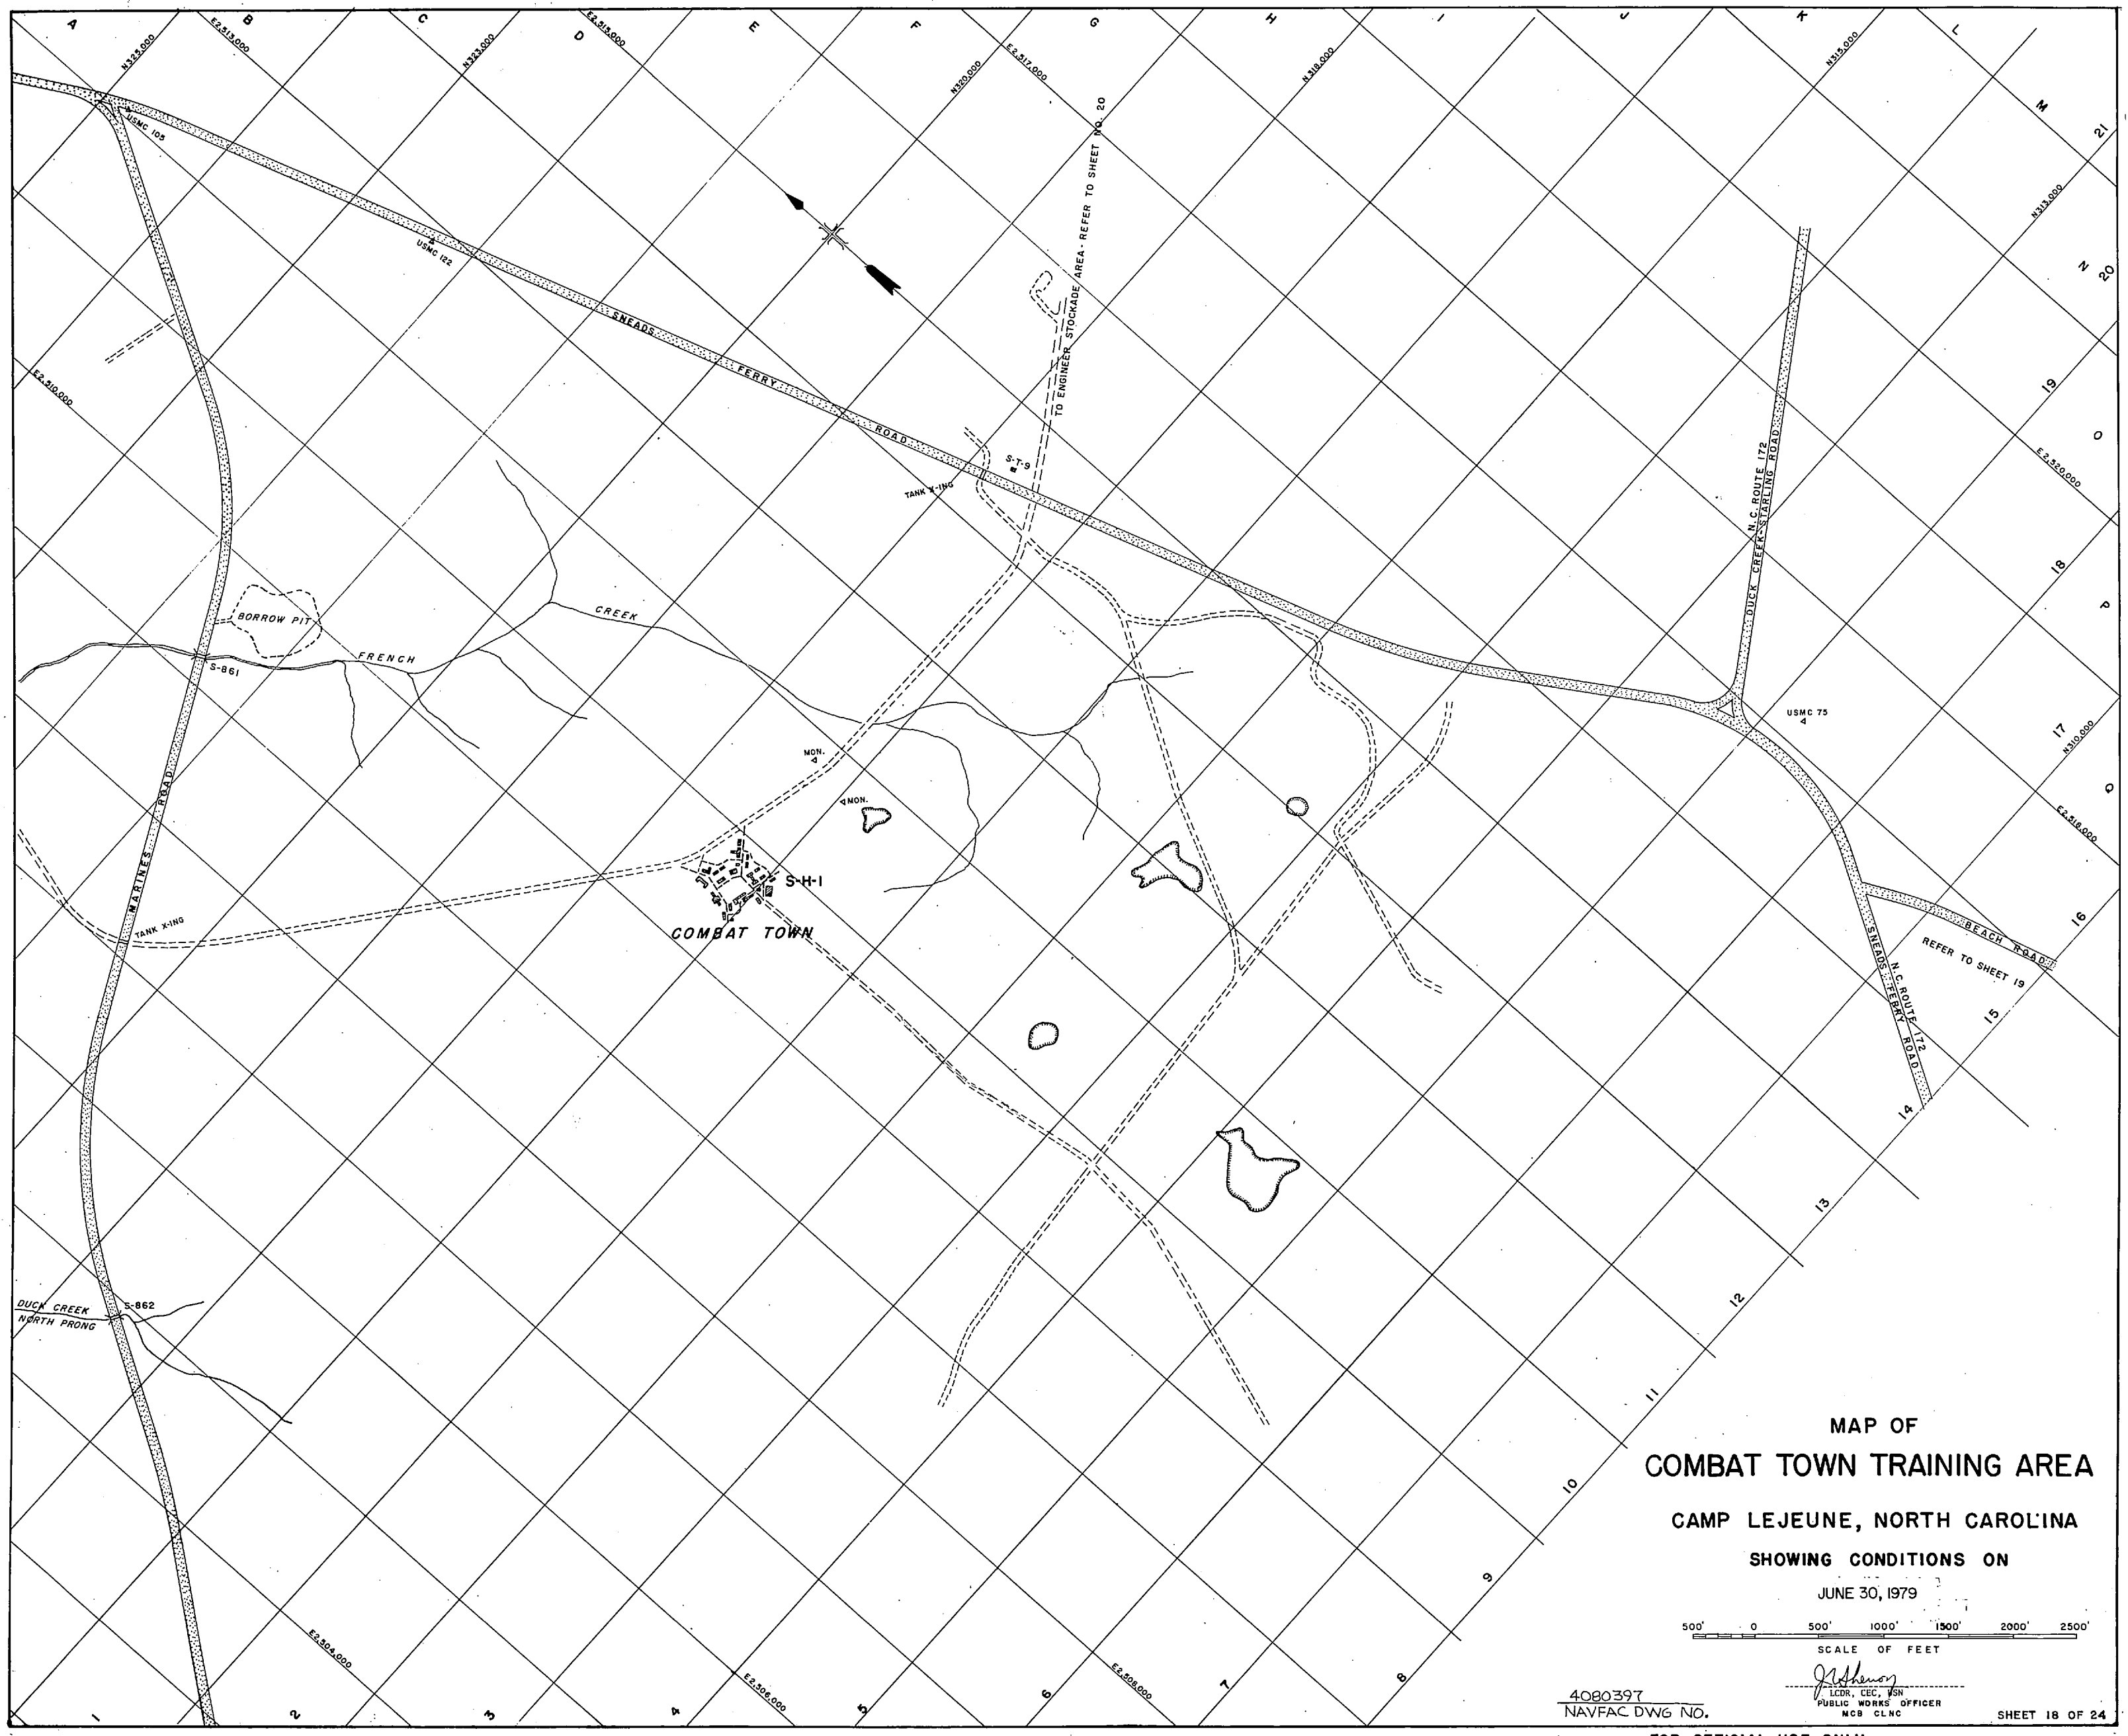 A
B
C
D
E
F
G
H
I
J
K
L
M
N
O
P
Q
N325,000
E2,513,000
N323,000
E2,515,000
N320,000
E2,517,000
N318,000
N315,000
N313,000
21
20
19
18
17
16
15
14
13
12
11
10
9
8
7
6
5
4
3
2
1
USMC 105
USMC 122
SNEADS FERRY ROAD
TO ENGINEER STOCKADE AREA - REFER TO SHEET NO. 20
S-T-9
TANK X-ING
E2,510,000
E2,520,000
N.C. ROUTE 172
DUCK CREEK-STARLING ROAD
BORROW PIT
FRENCH CREEK
S-861
USMC 75
N310,000
E2,518,000
MON.
MON.
MARINES ROAD
S-H-1
COMBAT TOWN
TANK X-ING
BEACH ROAD
REFER TO SHEET 19
N.C. ROUTE 172
SNEADS FERRY ROAD
DUCK CREEK
NORTH PRONG
S-862
E2,504,000
E2,506,000
E2,508,000
MAP OF
COMBAT TOWN TRAINING AREA
CAMP LEJEUNE, NORTH CAROLINA
SHOWING CONDITIONS ON
JUNE 30, 1979
500' 0 500' 1000' 1500' 2000' 2500'
SCALE OF FEET
LCDR, CEC, USN
PUBLIC WORKS OFFICER
MCB CLNC
4080397
NAVFAC DWG NO.
SHEET 18 OF 24